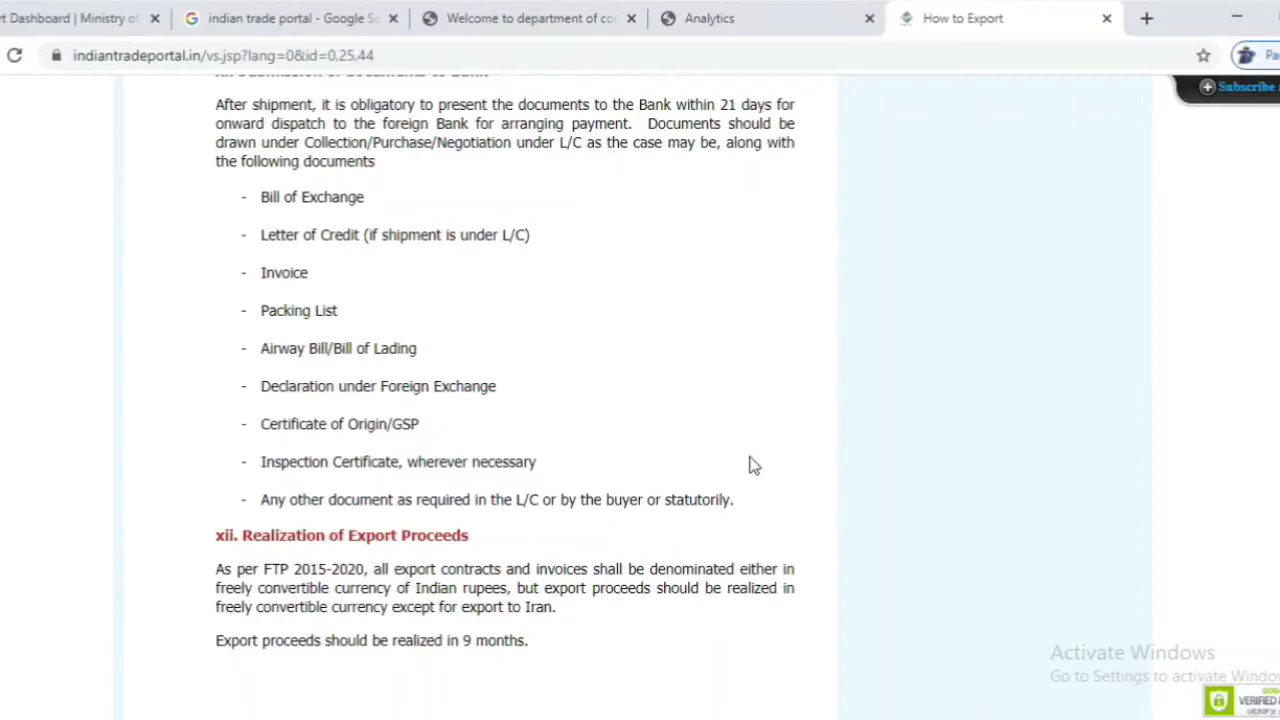 rt Dashboard | Ministry of
indian trade portal - Google Se
Welcome to department of co
Analytics
How to Export
indiantradeportal.in/vs.jsp?lang=0&id=0,25,44
Pa
Subscribe
After shipment, it is obligatory to present the documents to the Bank within 21 days for
onward dispatch to the foreign Bank for arranging payment. Documents should be
drawn under Collection/Purchase/Negotiation under L/C as the case may be, along with
the following documents
- Bill of Exchange
- Letter of Credit (if shipment is under L/C)
- Invoice
- Packing List
- Airway Bill/Bill of Lading
- Declaration under Foreign Exchange
- Certificate of Origin/GSP
- Inspection Certificate, wherever necessary
- Any other document as required in the L/C or by the buyer or statutorily.
xii. Realization of Export Proceeds
As per FTP 2015-2020, all export contracts and invoices shall be denominated either in
freely convertible currency of Indian rupees, but export proceeds should be realized in
freely convertible currency except for export to Iran.
Export proceeds should be realized in 9 months.
Activate Windows
Go to Settings to activate Windo
VERIFIED